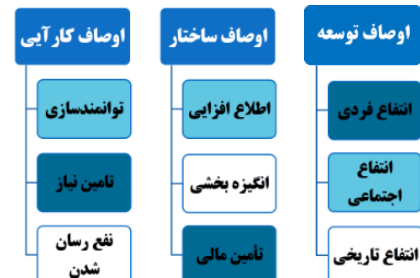 اوصاف توسعه
انتفاع فردی
انتفاع
اجتماعی
انتفاع تاریخی
اوصاف ساختار
اطلاع افزایی
انگیزه بخشی
تأمین مالی
اوصاف کارآیی
توانمندسازی
تامین نیاز
نفع رسان
شدن